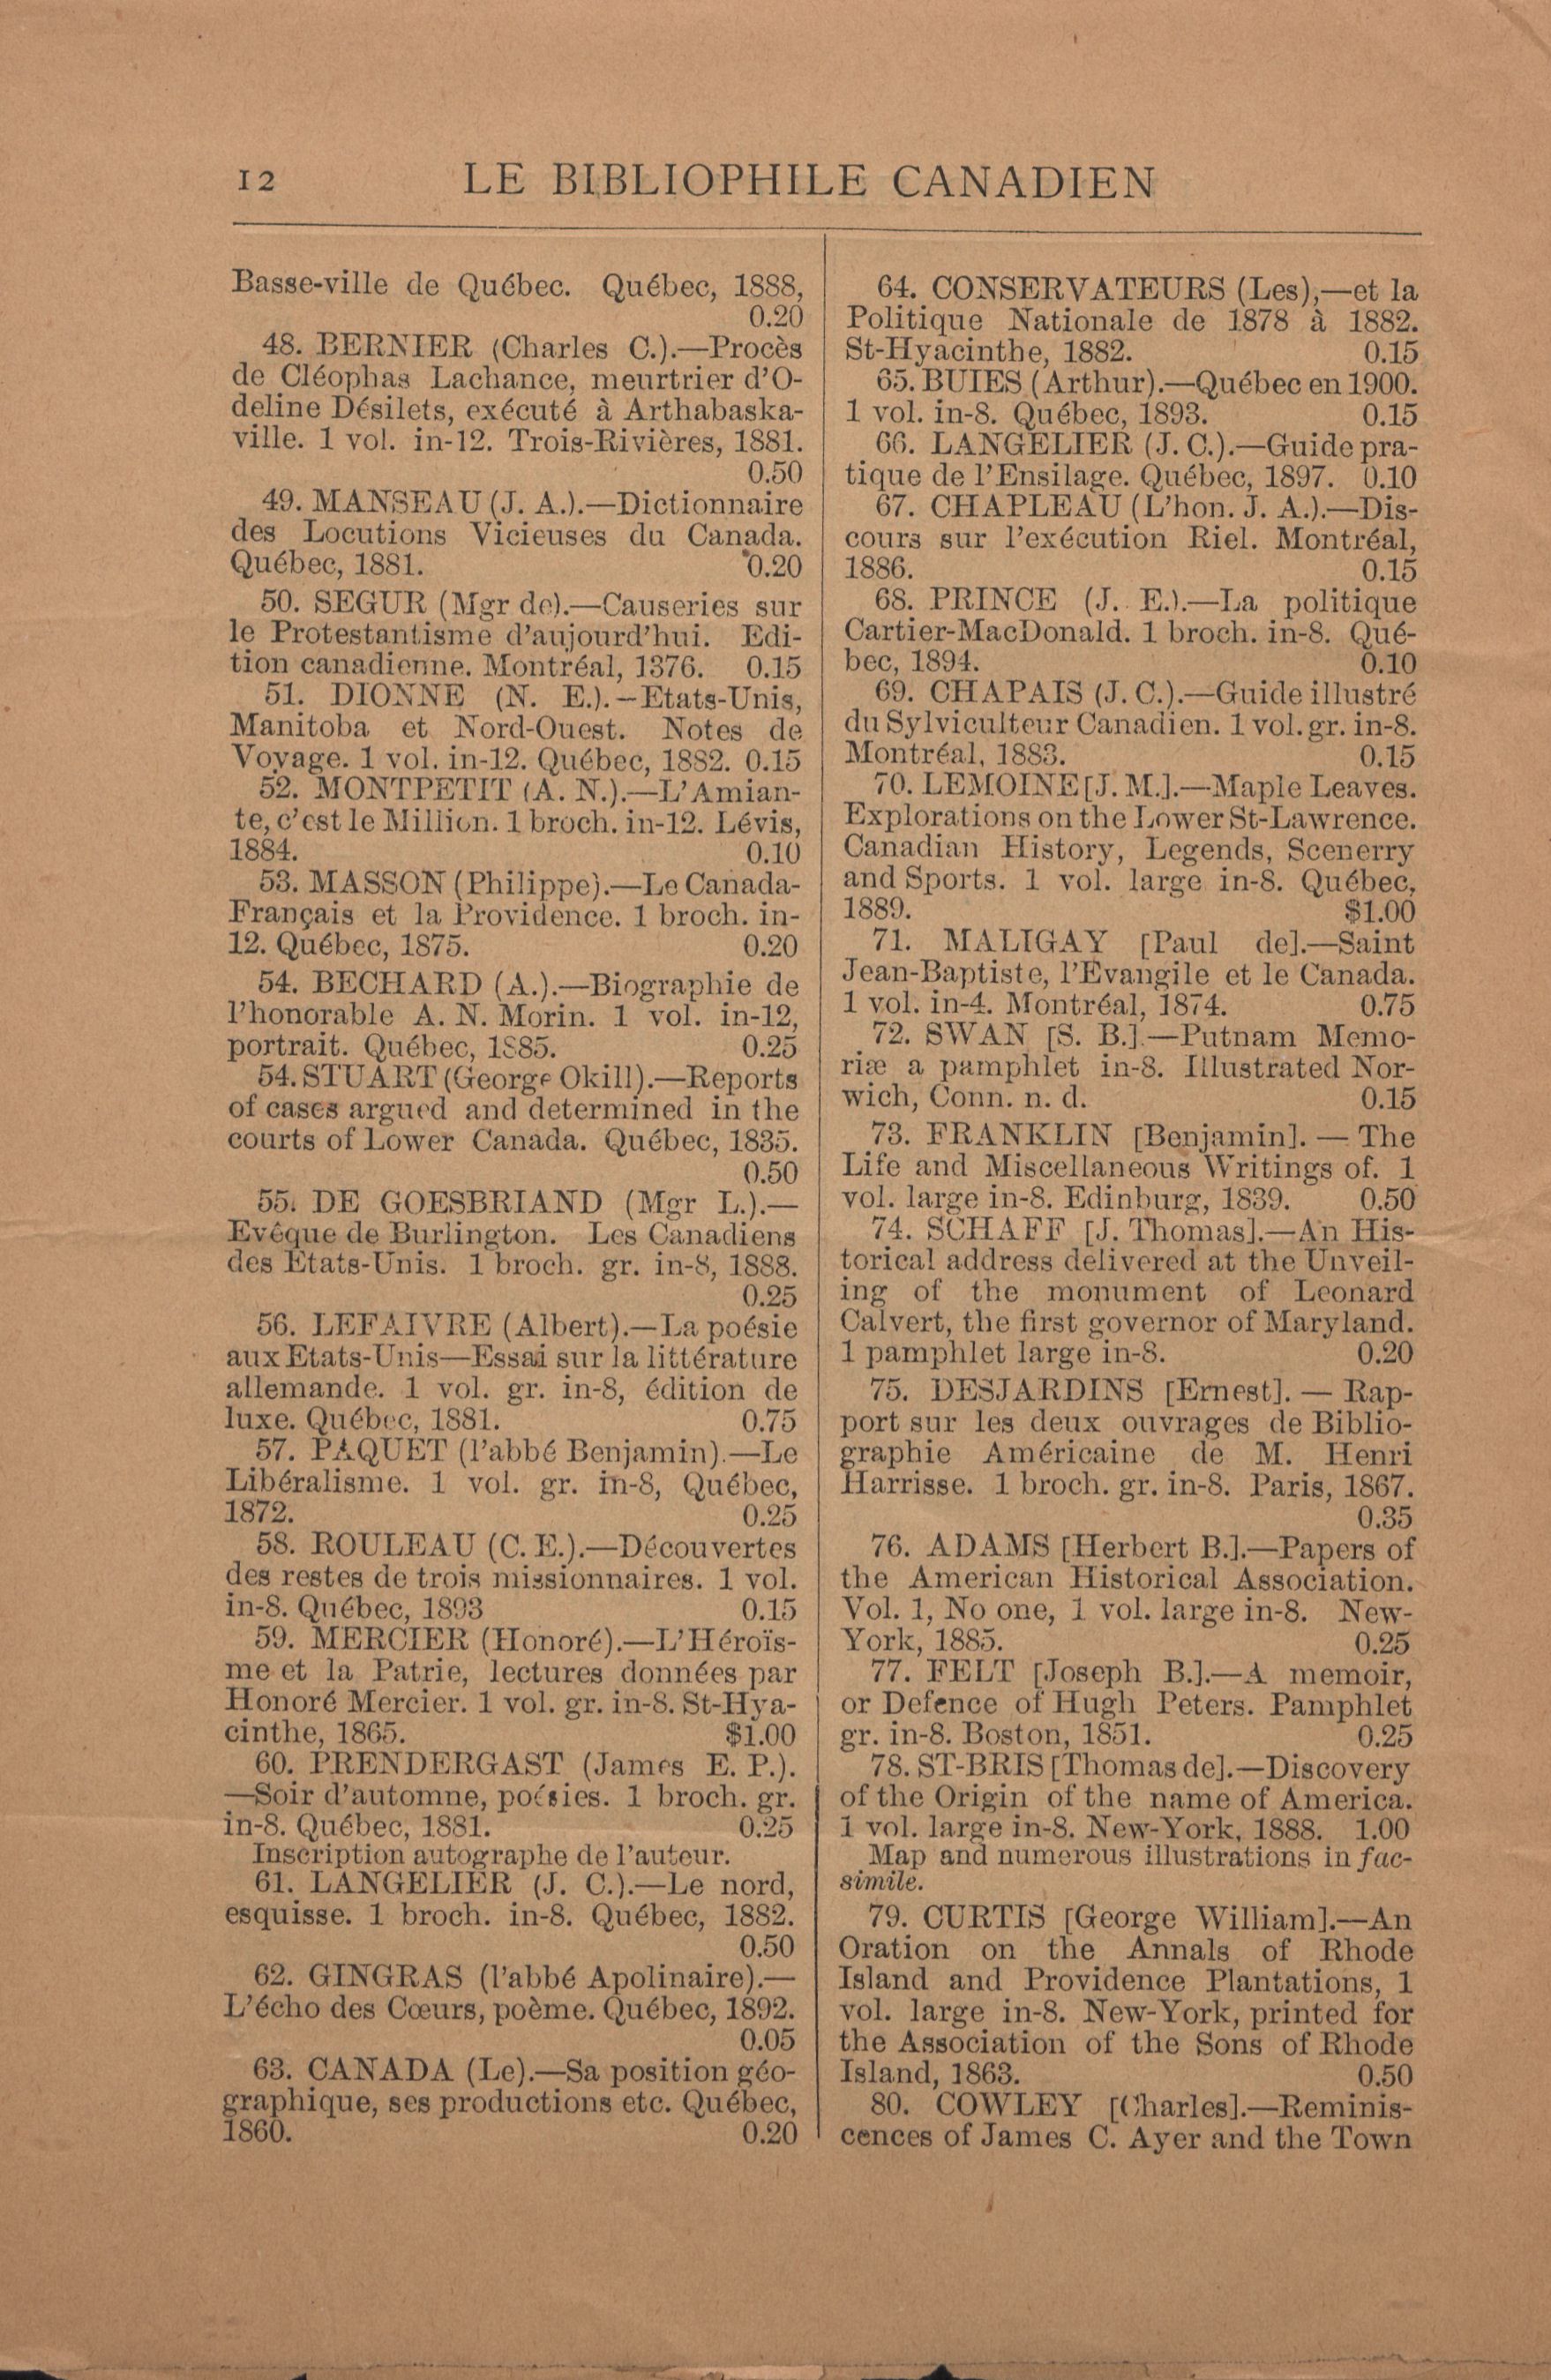 12 LE BIBLIOPHILE CANADIEN
Basse-ville de Québec. Québec, 1888,
0.20
48. BERNIER (Charles C.).—Procès
de Cléophas Lachance, meurtrier d'O-
deline Désilets, exécuté à Arthabaska-
ville. 1 vol. in-12. Trois-Rivières, 1881.
0.50
49. MANSEAU (J. A.).—Dictionnaire
des Locutions Vicieuses du Canada.
Québec, 1881. 0.20
50. SEGUR (Mgr de).—Causeries sur
le Protestantisme d'aujourd'hui. Edi-
tion canadienne. Montréal, 1376. 0.15
51. DIONNE (N. E.).—Etats-Unis,
Manitoba et Nord-Ouest. Notes de
Voyage. 1 vol. in-12. Québec, 1882. 0.15
52. MONTPETIT (A. N.).—L'Amian-
te, c'est le Million. 1 broch. in-12. Lévis,
1884. 0.10
53. MASSON (Philippe).—Le Canada-
Français et la Providence. 1 broch. in-
12. Québec, 1875. 0.20
54. BECHARD (A.).—Biographie de
l'honorable A. N. Morin. 1 vol. in-12,
portrait. Québec, 1885. 0.25
54. STUART (George Okill).—Reports
of cases argued and determined in the
courts of Lower Canada. Québec, 1835.
0.50
55. DE GOESBRIAND (Mgr L.).—
Evêque de Burlington. Les Canadiens
des Etats-Unis. 1 broch. gr. in-8, 1888.
0.25
56. LEFAIVRE (Albert).—La poésie
aux Etats-Unis—Essai sur la littérature
allemande. 1 vol. gr. in-8, édition de
luxe. Québec, 1881. 0.75
57. PAQUET (l'abbé Benjamin).—Le
Libéralisme. 1 vol. gr. in-8, Québec,
1872. 0.25
58. ROULEAU (C. E.).—Découvertes
des restes de trois missionnaires. 1 vol.
in-8. Québec, 1893 0.15
59. MERCIER (Honoré).—L'Héroïs-
me et la Patrie, lectures données par
Honoré Mercier. 1 vol. gr. in-8. St-Hya-
cinthe, 1865. $1.00
60. PRENDERGAST (James E. P.).
—Soir d'automne, poésies. 1 broch. gr.
in-8. Québec, 1881. 0.25
Inscription autographe de l'auteur.
61. LANGELIER (J. C.).—Le nord,
esquisse. 1 broch. in-8. Québec, 1882.
0.50
62. GINGRAS (l'abbé Apolinaire).—
L'écho des Cœurs, poème. Québec, 1892.
0.05
63. CANADA (Le).—Sa position géo-
graphique, ses productions etc. Québec,
1860. 0.20
64. CONSERVATEURS (Les),—et la
Politique Nationale de 1878 à 1882.
St-Hyacinthe, 1882. 0.15
65. BUIES (Arthur).—Québec en 1900.
1 vol. in-8. Québec, 1893. 0.15
66. LANGELIER (J. C.).—Guide pra-
tique de l'Ensilage. Québec, 1897. 0.10
67. CHAPLEAU (L'hon. J. A.).—Dis-
cours sur l'exécution Riel. Montréal,
1886. 0.15
68. PRINCE (J. E.).—La politique
Cartier-MacDonald. 1 broch. in-8. Qué-
bec, 1894. 0.10
69. CHAPAIS (J. C.).—Guide illustré
du Sylviculteur Canadien. 1 vol. gr. in-8.
Montréal, 1883. 0.15
70. LEMOINE [J. M.].—Maple Leaves.
Explorations on the Lower St-Lawrence.
Canadian History, Legends, Scenerry
and Sports. 1 vol. large in-8. Québec,
1889. $1.00
71. MALIGAY [Paul de].—Saint
Jean-Baptiste, l'Evangile et le Canada.
1 vol. in-4. Montréal, 1874. 0.75
72. SWAN [S. B.].—Putnam Memo-
riæ a pamphlet in-8. Illustrated Nor-
wich, Conn. n. d. 0.15
73. FRANKLIN [Benjamin]. — The
Life and Miscellaneous Writings of. 1
vol. large in-8. Edinburg, 1839. 0.50
74. SCHAFF [J. Thomas].—An His-
torical address delivered at the Unveil-
ing of the monument of Leonard
Calvert, the first governor of Maryland.
1 pamphlet large in-8. 0.20
75. DESJARDINS [Ernest]. — Rap-
port sur les deux ouvrages de Biblio-
graphie Américaine de M. Henri
Harrisse. 1 broch. gr. in-8. Paris, 1867.
0.35
76. ADAMS [Herbert B.].—Papers of
the American Historical Association.
Vol. 1, No one, 1 vol. large in-8. New-
York, 1885. 0.25
77. FELT [Joseph B.].—A memoir,
or Defence of Hugh Peters. Pamphlet
gr. in-8. Boston, 1851. 0.25
78. ST-BRIS [Thomas de].—Discovery
of the Origin of the name of America.
1 vol. large in-8. New-York, 1888. 1.00
Map and numerous illustrations in fac-
simile.
79. CURTIS [George William].—An
Oration on the Annals of Rhode
Island and Providence Plantations, 1
vol. large in-8. New-York, printed for
the Association of the Sons of Rhode
Island, 1863. 0.50
80. COWLEY [Charles].—Reminis-
cences of James C. Ayer and the Town